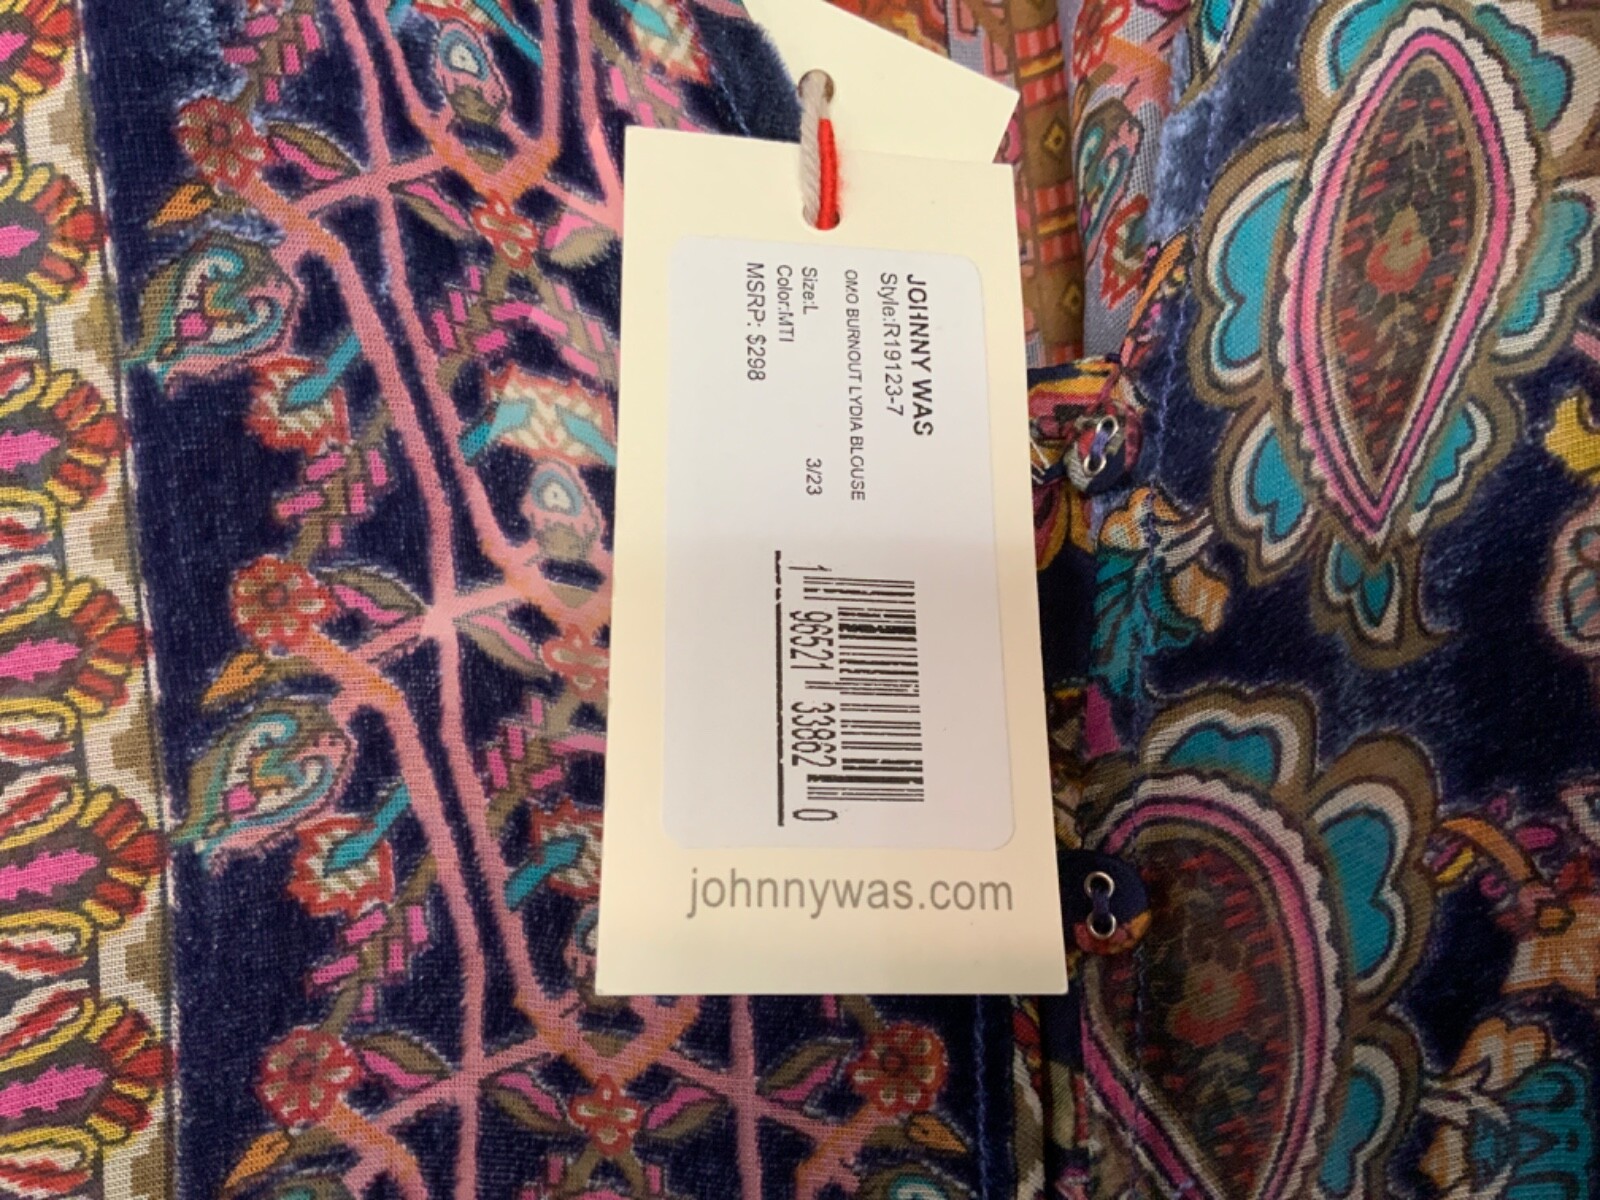 JOHNNY WAS
Style:R19123-7
OMO BURNOUT LYDIA BLOUSE
Size:L 3/23
Color:MTI
MSRP: $298
1 96521 33862 0
johnnywas.com